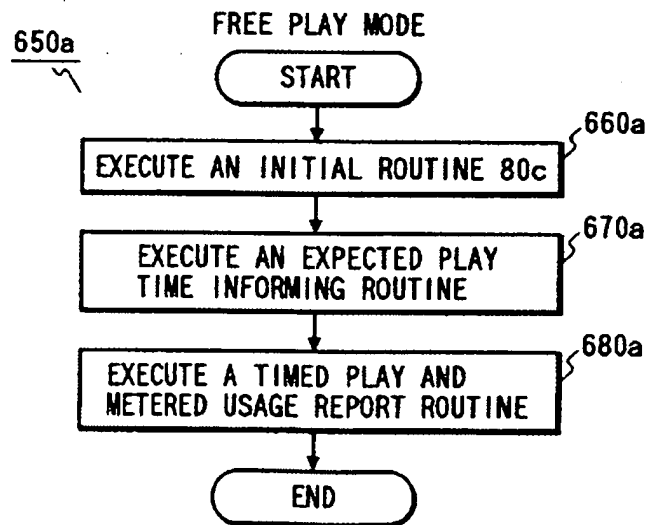 FREE PLAY MODE
650a
START
660a
EXECUTE AN INITIAL ROUTINE 80c
670a
EXECUTE AN EXPECTED PLAY
TIME INFORMING ROUTINE
680a
EXECUTE A TIMED PLAY AND
METERED USAGE REPORT ROUTINE
END